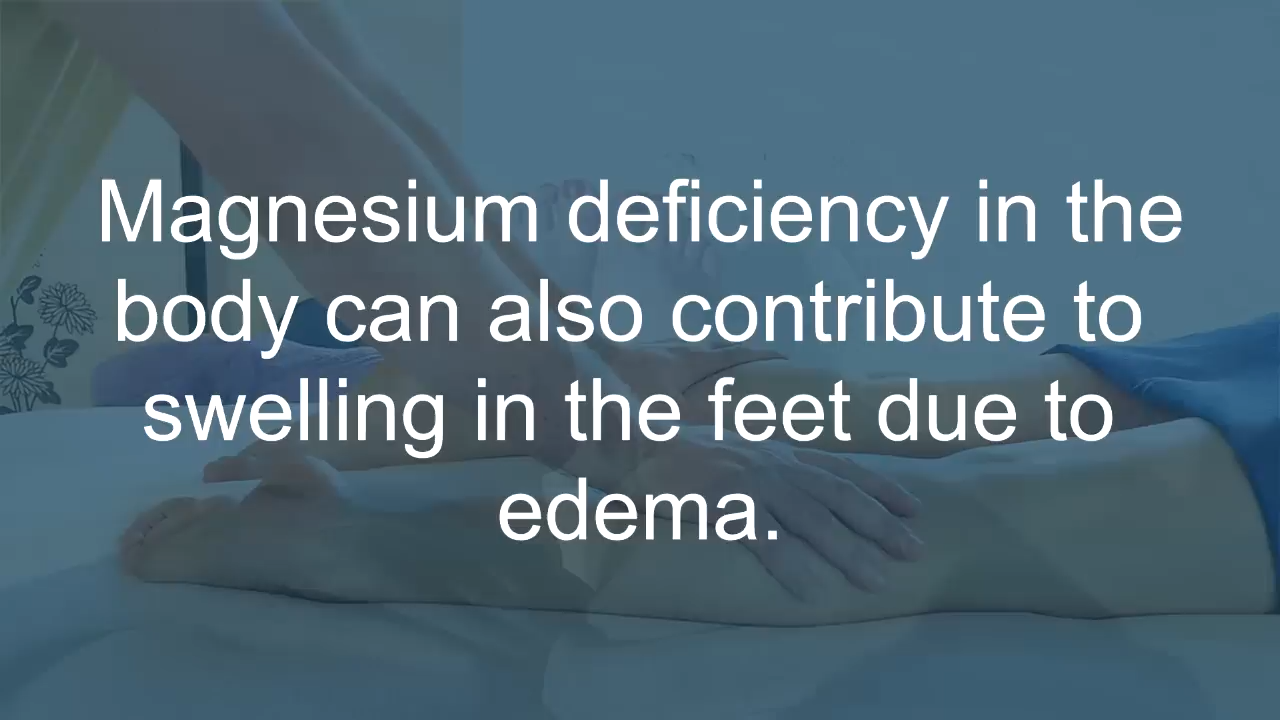 Magnesium deficiency in the
body can also contribute to
swelling in the feet due to
edema.